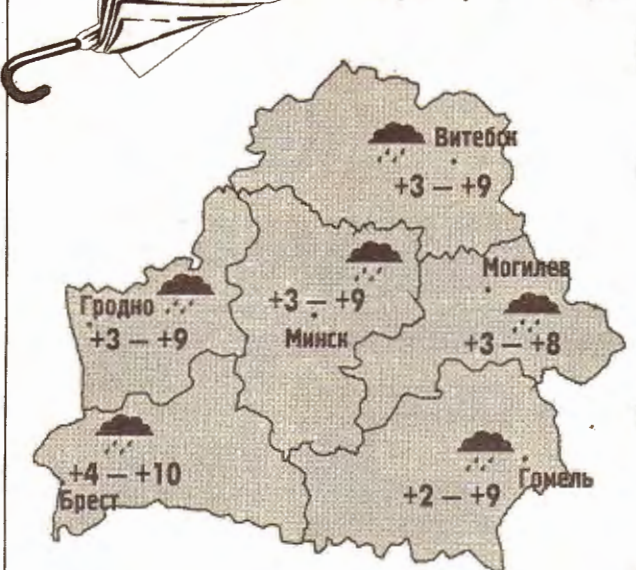 Витебск
+3 — +9
Могилев
+3 — +8
+3 — +9
Минск
Гродно
+3 — +9
+4 — +10
Брест
+2 — +9
Гомель